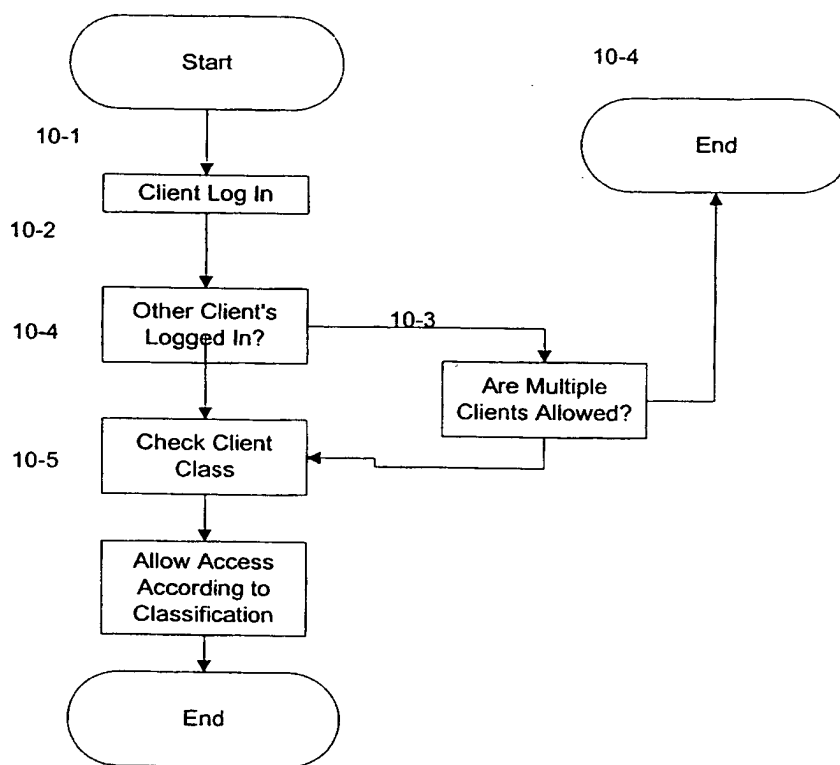 Start
10-4
End
10-1
Client Log In
10-2
Other Client's
Logged In?
10-4
10-3
Are Multiple
Clients Allowed?
Check Client
Class
10-5
Allow Access
According to
Classification
End